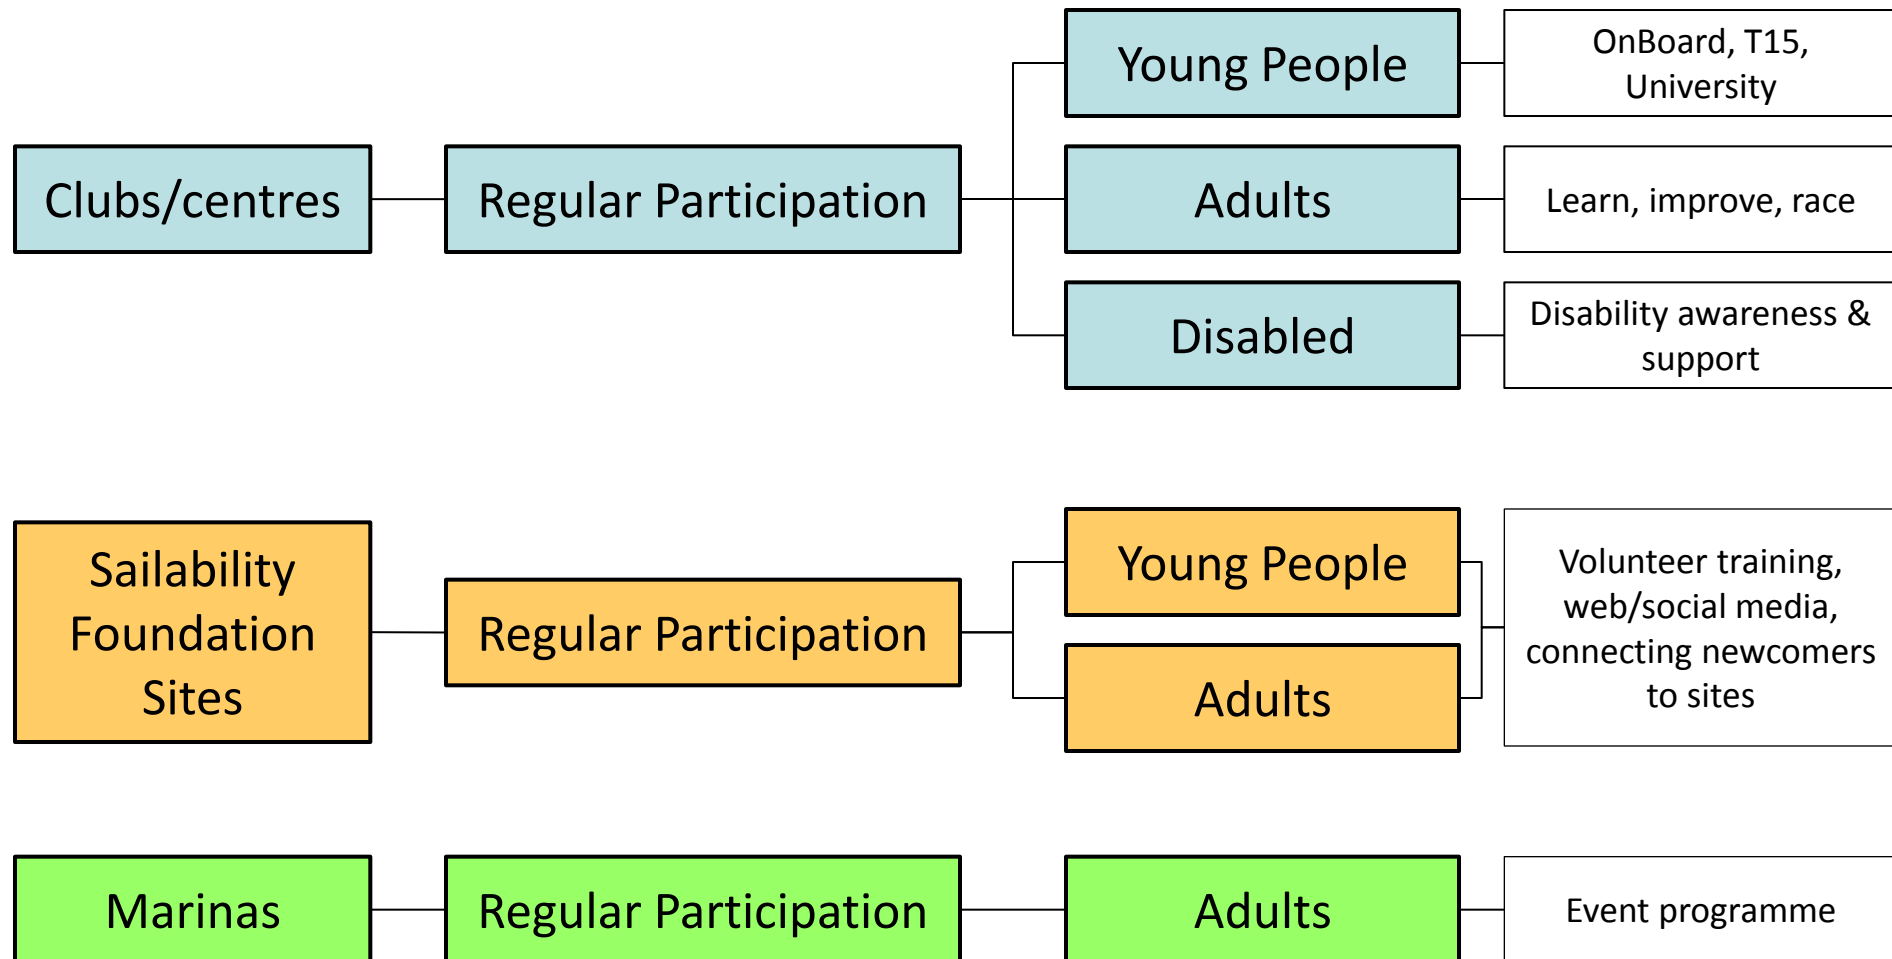 Young People
OnBoard, T15,
University
Clubs/centres
Regular Participation
Adults
Learn, improve, race
Disabled
Disability awareness &
support
Sailability
Foundation
Sites
Regular Participation
Young People
Adults
Volunteer training,
web/social media,
connecting newcomers
to sites
Marinas
Regular Participation
Adults
Event programme